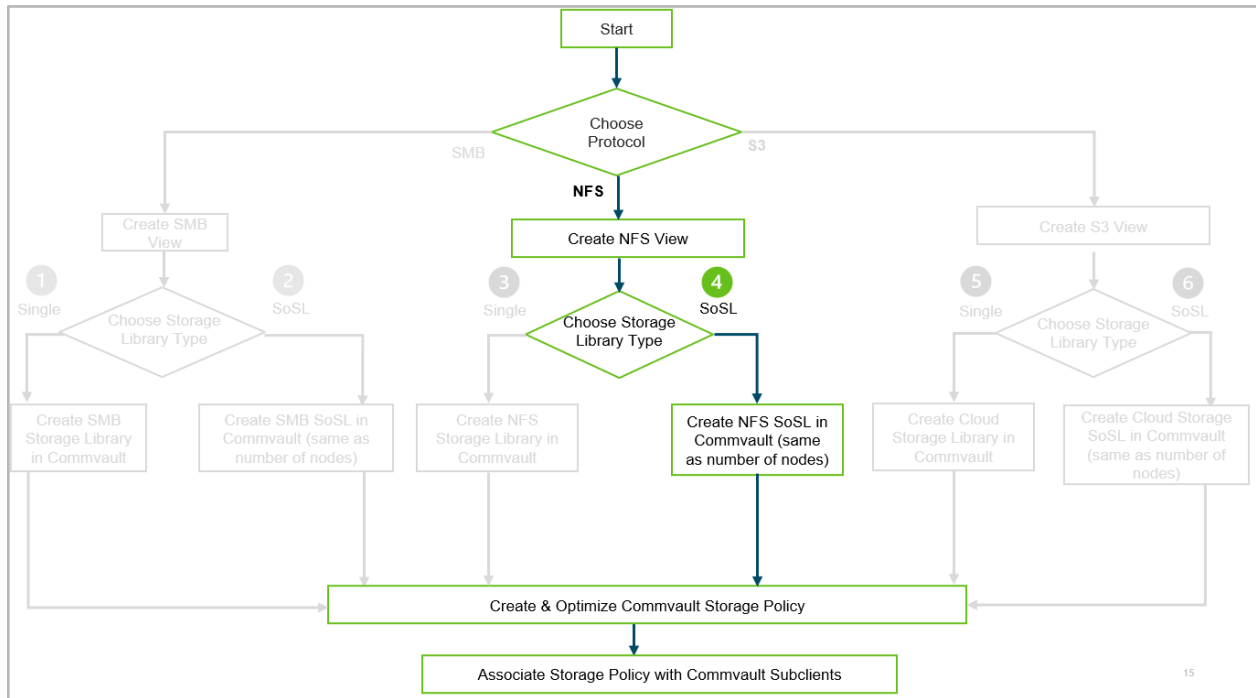 Start
Choose
Protocol
SMB
S3
NFS
Create SMB
View
Create NFS View
Create S3 View
1
2
3
4
5
6
Single
SoSL
Single
SoSL
Single
SoSL
Choose Storage
Library Type
Choose Storage
Library Type
Choose Storage
Library Type
Create SMB
Storage Library
in Commvault
Create SMB SoSL in
Commvault (same as
number of nodes)
Create NFS
Storage Library in
Commvault
Create NFS SoSL in
Commvault (same
as number of nodes)
Create Cloud
Storage Library in
Commvault
Create Cloud Storage
SoSL in Commvault
(same as number of
nodes)
Create & Optimize Commvault Storage Policy
Associate Storage Policy with Commvault Subclients
15